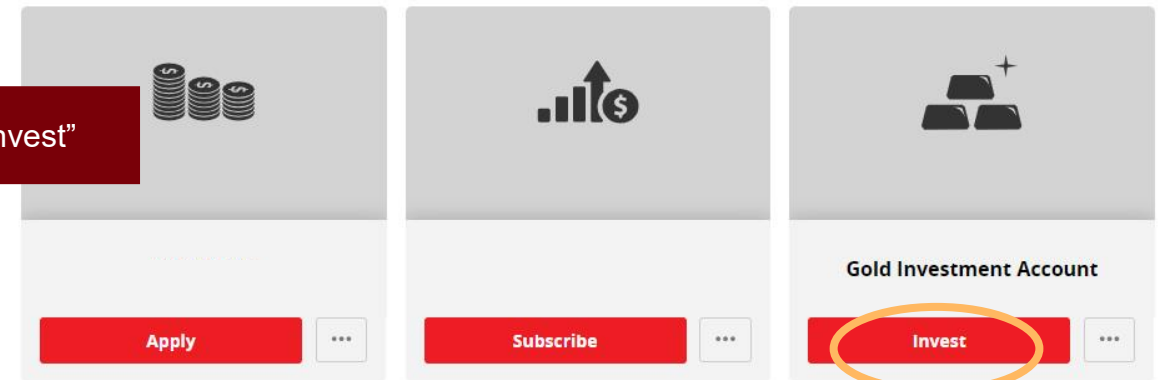 nvest”
Gold Investment Account
Apply
...
Subscribe
...
Invest
...